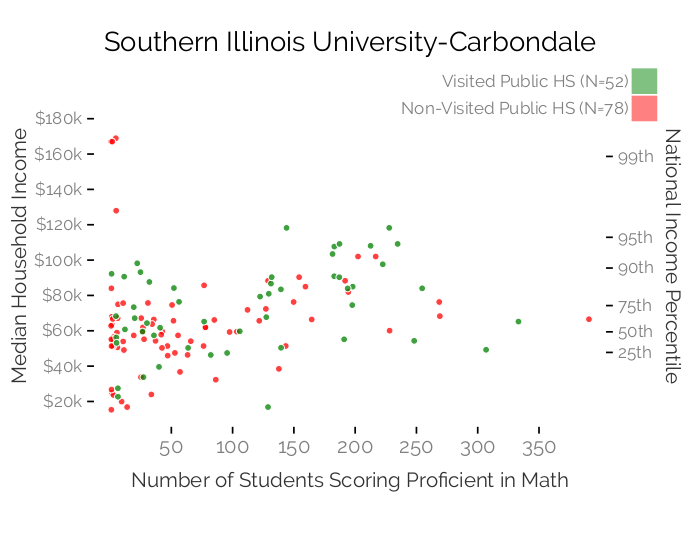 Southern Illinois University-Carbondale
Visited Public HS (N=52)
Non-Visited Public HS (N=78)
Median Household Income
$180k
$160k
$140k
$120k
$100k
$80k
$60k
$40k
$20k
99th
95th
90th
75th
50th
25th
National Income Percentile
50 100 150 200 250 300 350
Number of Students Scoring Proficient in Math